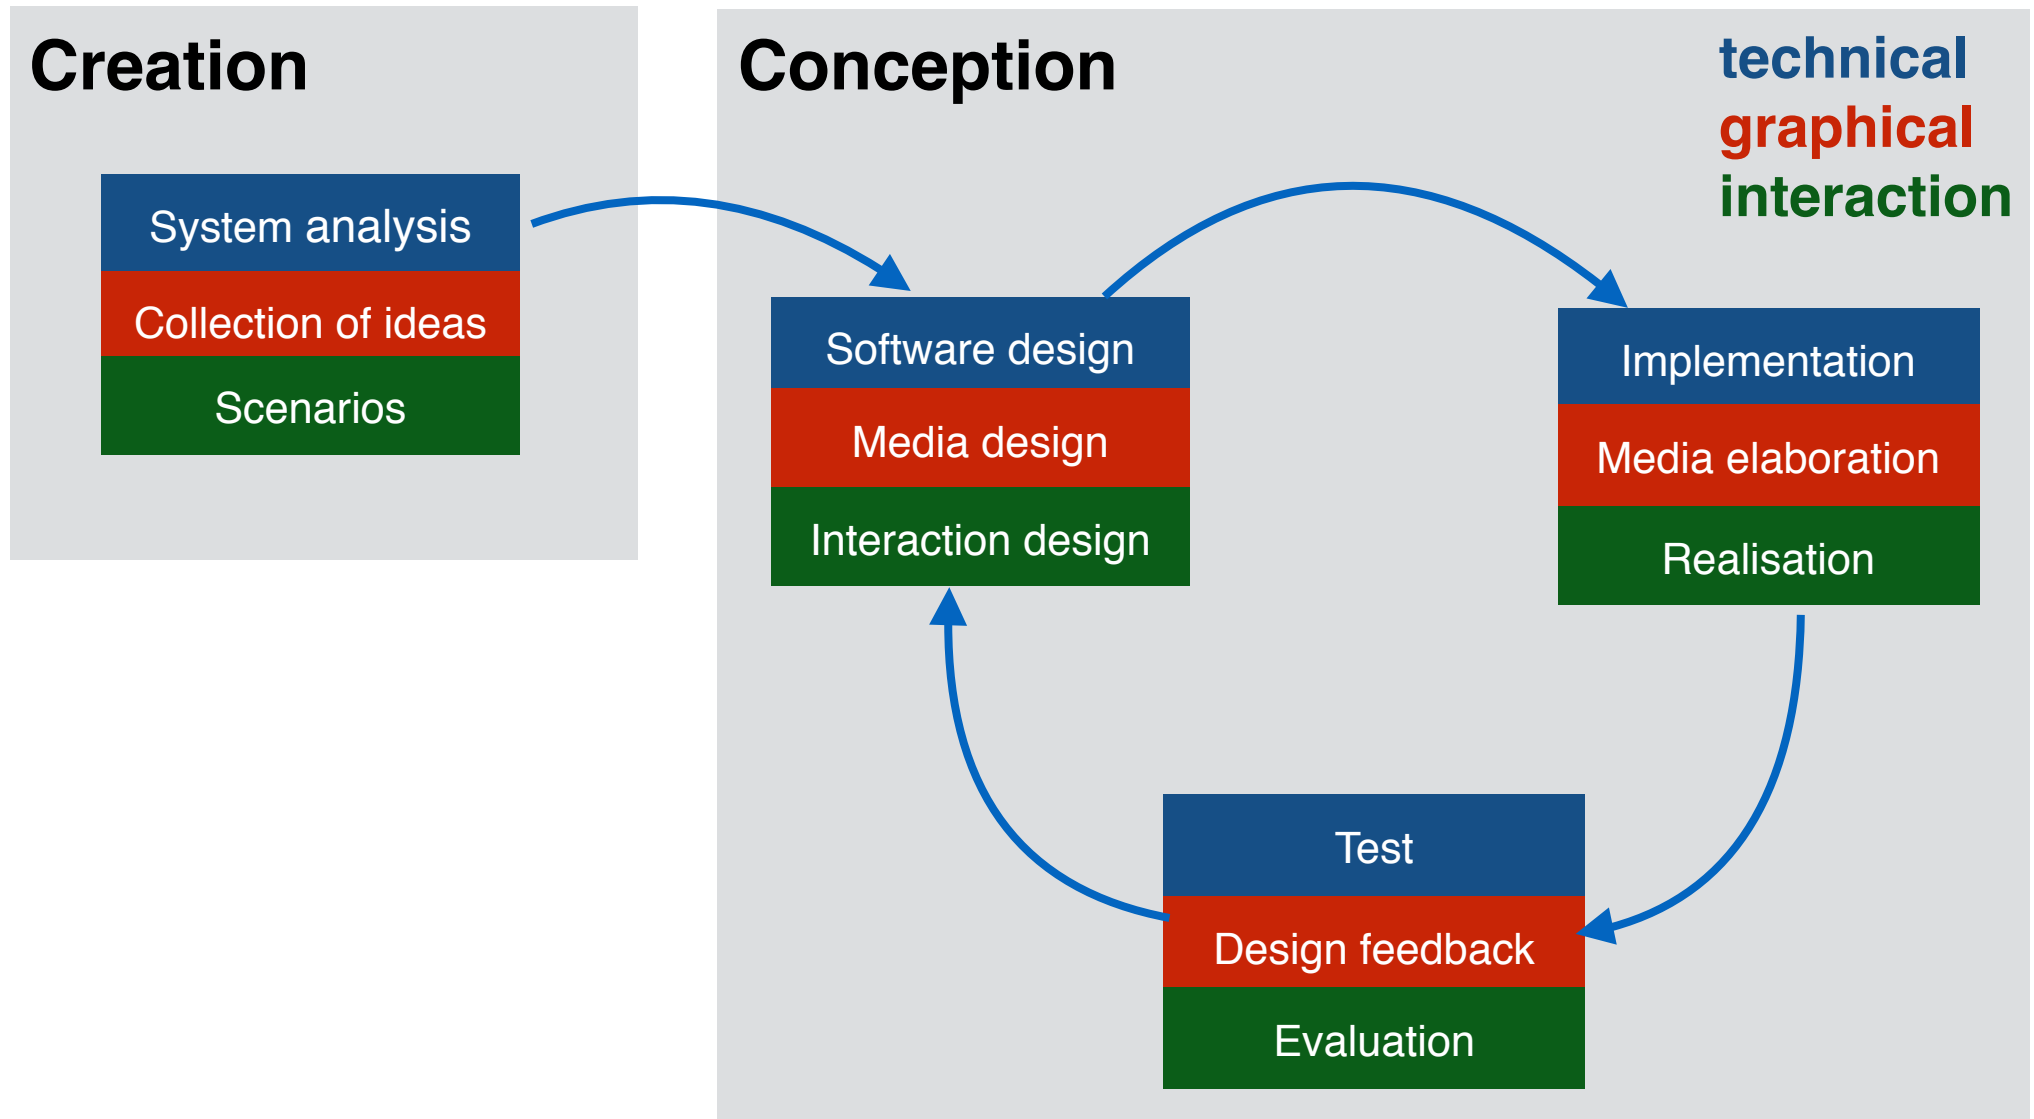 Creation
System analysis
Collection of ideas
Scenarios
Conception
technical
graphical
interaction
Software design
Media design
Interaction design
Implementation
Media elaboration
Realisation
Test
Design feedback
Evaluation